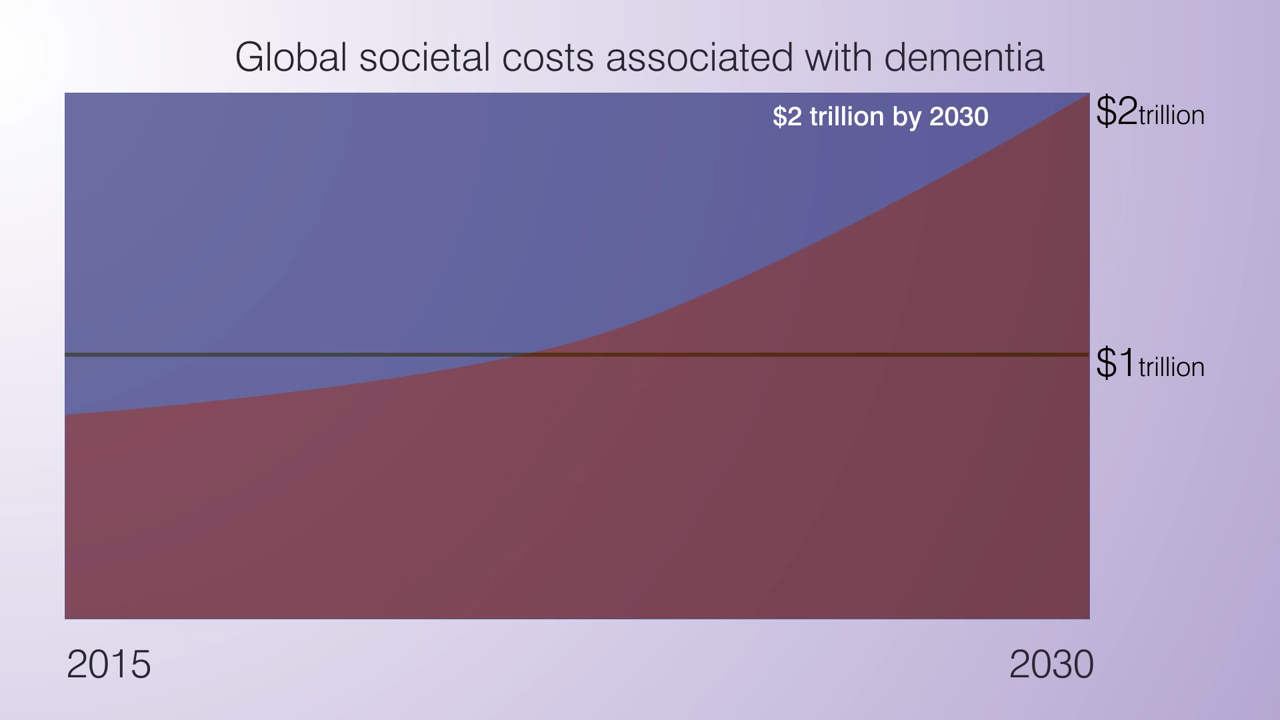 Global societal costs associated with dementia
$2 trillion by 2030
$2trillion
$1trillion
2015
2030